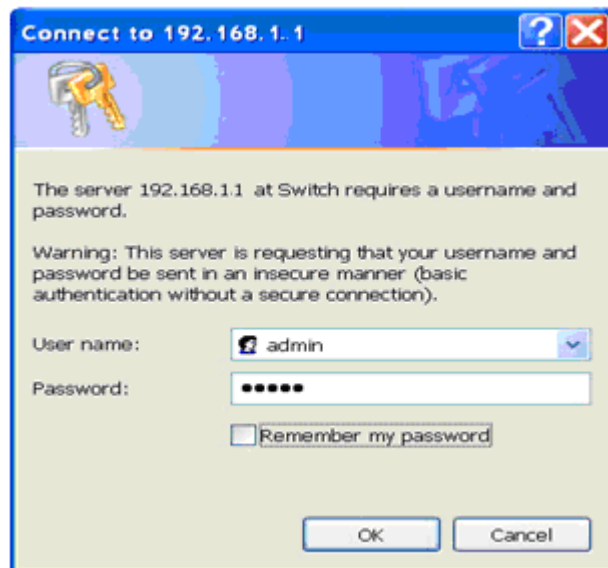 Connect to 192.168.1.1
The server 192.168.1.1 at Switch requires a username and
password.
Warning: This server is requesting that your username and
password be sent in an insecure manner (basic
authentication without a secure connection).
User name:
admin
Password:
•••••
Remember my password
OK
Cancel